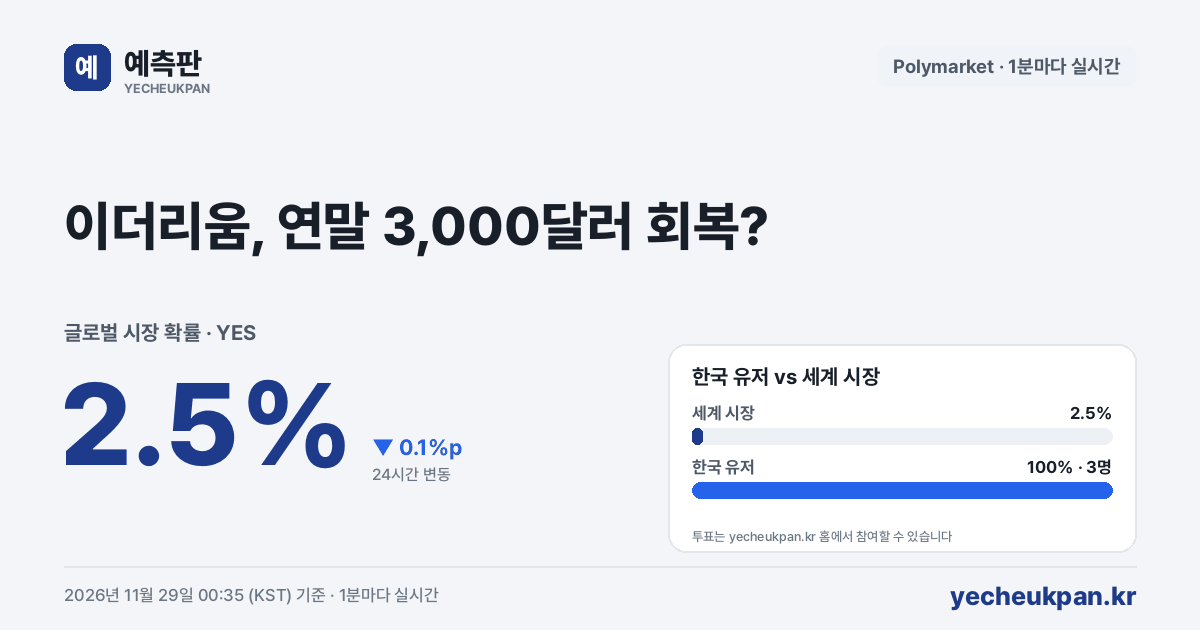 예
예측판
YECHEUKPAN
Polymarket · 1분마다 실시간
이더리움, 연말 3,000달러 회복?
글로벌 시장 확률 · YES
2.5%
▼ 0.1%p
24시간 변동
한국 유저 vs 세계 시장
세계 시장 2.5%
한국 유저 100% · 3명
투표는 yecheukpan.kr 홈에서 참여할 수 있습니다
2026년 11월 29일 00:35 (KST) 기준 · 1분마다 실시간
yecheukpan.kr